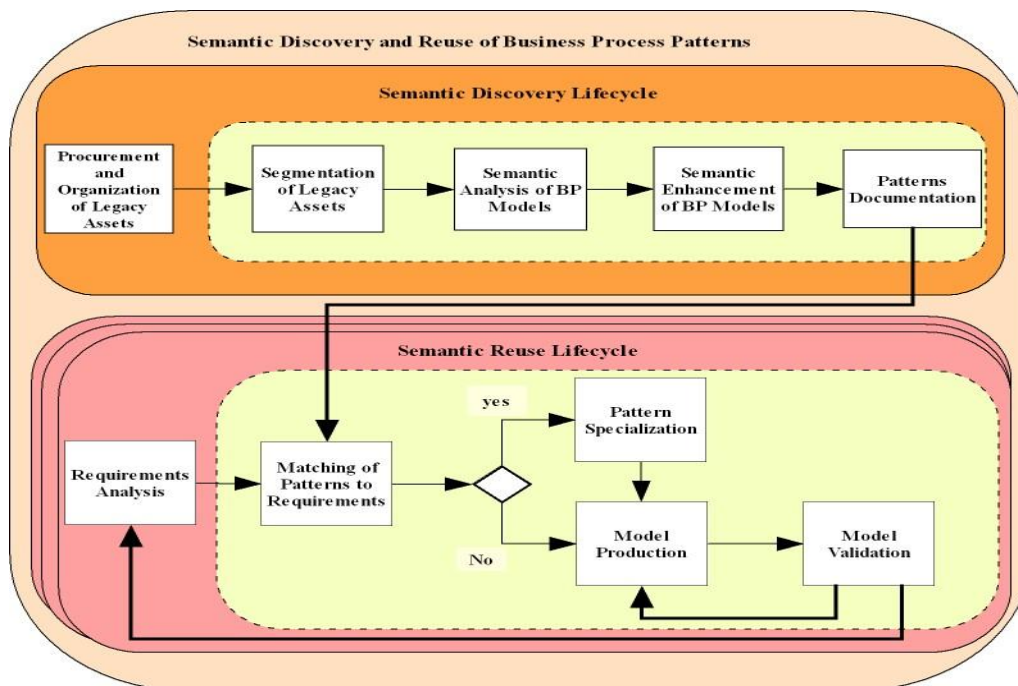 Semantic Discovery and Reuse of Business Process Patterns
Semantic Discovery Lifecycle
Procurement
and
Organization
of Legacy
Assets
Segmentation
of Legacy
Assets
Semantic
Analysis of BP
Models
Semantic
Enhancement
of BP Models
Patterns
Documentation
Semantic Reuse Lifecycle
Requirements
Analysis
Matching of
Patterns to
Requirements
yes
No
Pattern
Specialization
Model
Production
Model
Validation